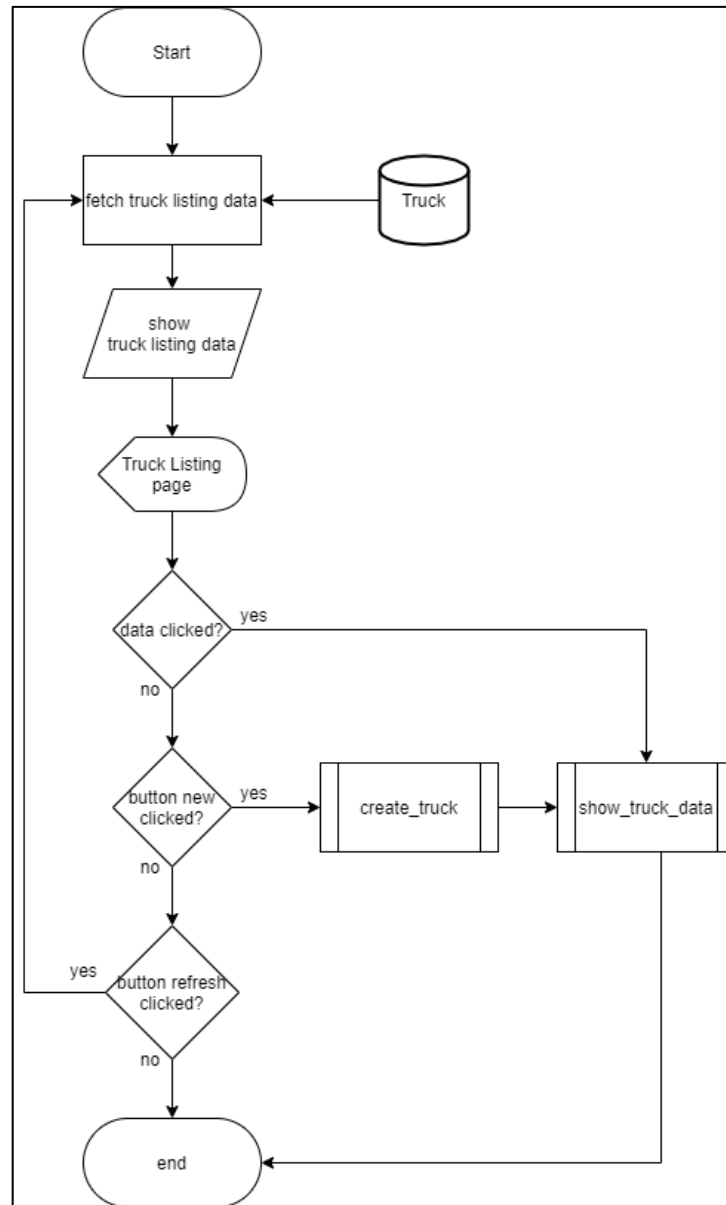 Start
fetch truck listing data
Truck
show
truck listing data
Truck Listing
page
data clicked?
yes
no
button new
clicked?
yes
create_truck
show_truck_data
no
button refresh
clicked?
yes
no
end